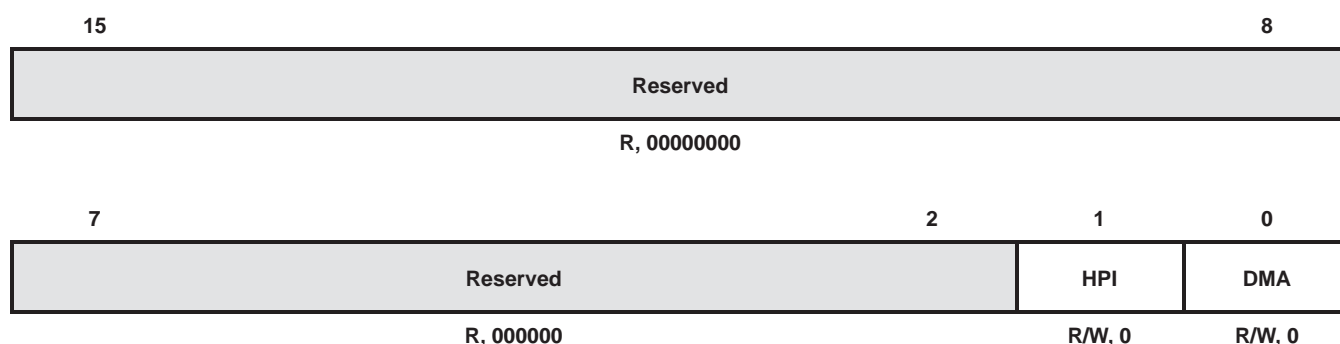 15 8
Reserved
R, 00000000
7 2 1 0
Reserved HPI DMA
R, 000000 R/W, 0 R/W, 0